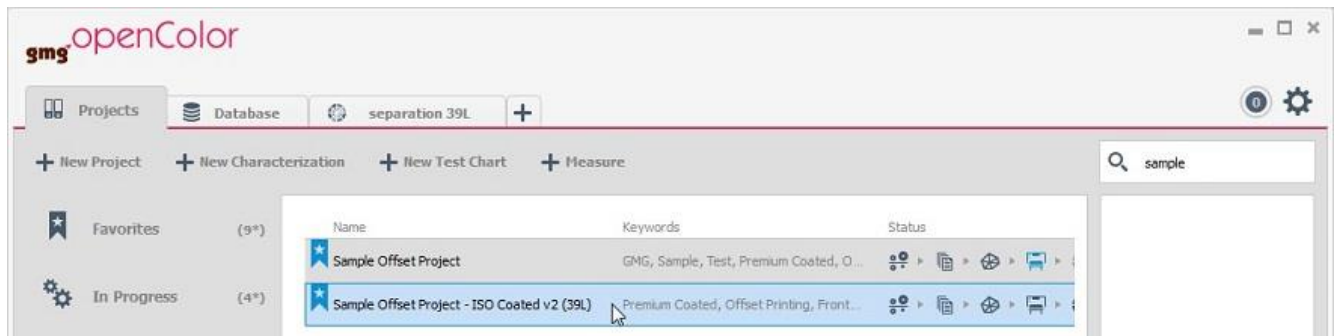 gmg openColor
Projects Database separation 39L
0
New Project New Characterization New Test Chart Measure
sample
Favorites (9*)
In Progress (4*)
Name Keywords Status
Sample Offset Project GMG, Sample, Test, Premium Coated, O...
Sample Offset Project - ISO Coated v2 (39L) Premium Coated, Offset Printing, Front...